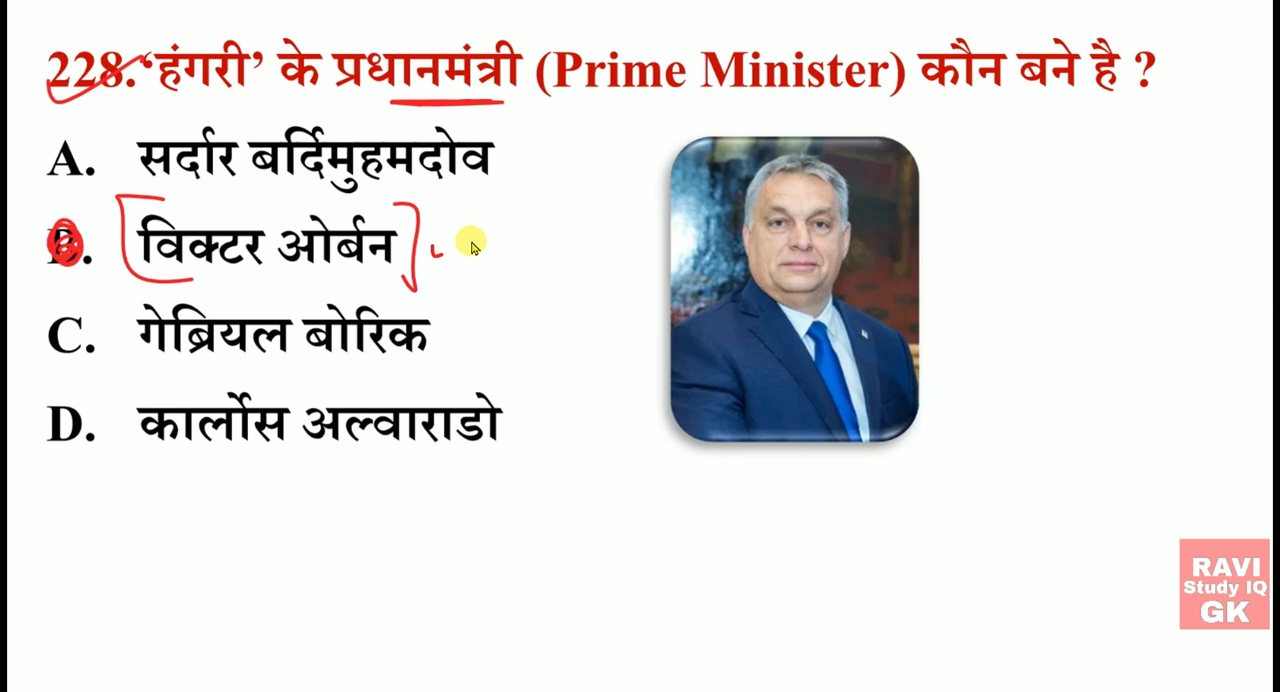 228. ‘हंगरी’ के प्रधानमंत्री (Prime Minister) कौन बने है ?
A. सर्दार बर्दिमुहमदोव
B. विक्टर ओर्बन
C. गेब्रियल बोरिक
D. कार्लोस अल्वाराडो
RAVI
Study IQ
GK